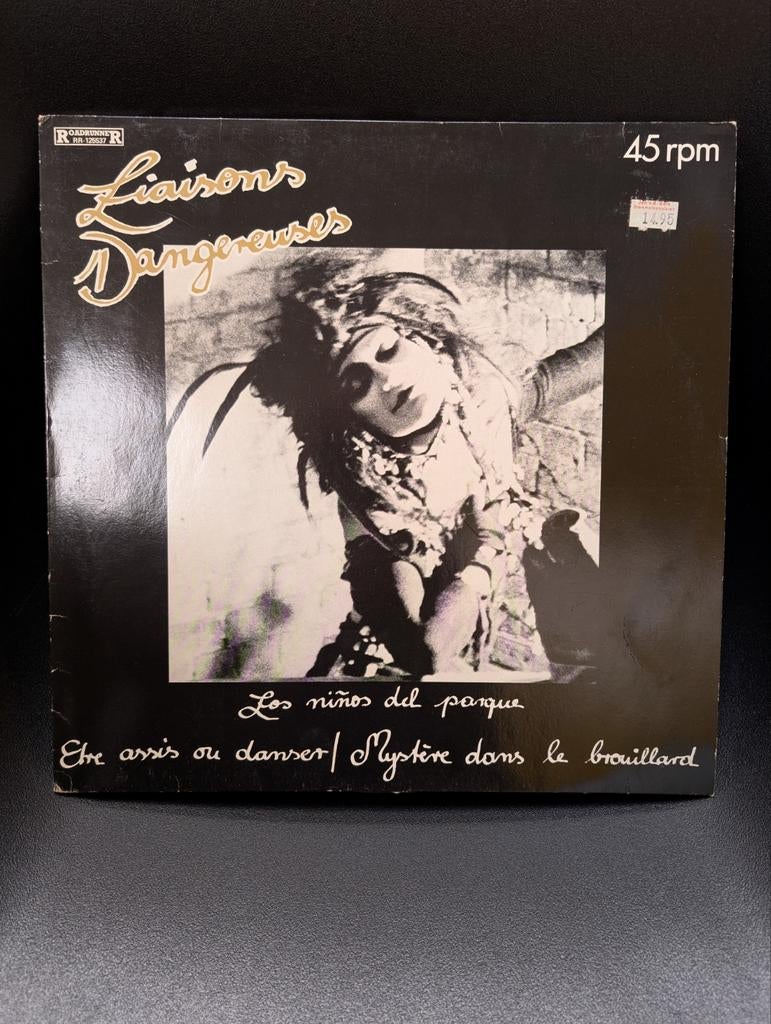 ROADRUNNER
RR-125537
45 rpm
Liaisons
Dangereuses
14.95
Los niños del parque
Etre assis ou danser/ Mystère dans le brouillard